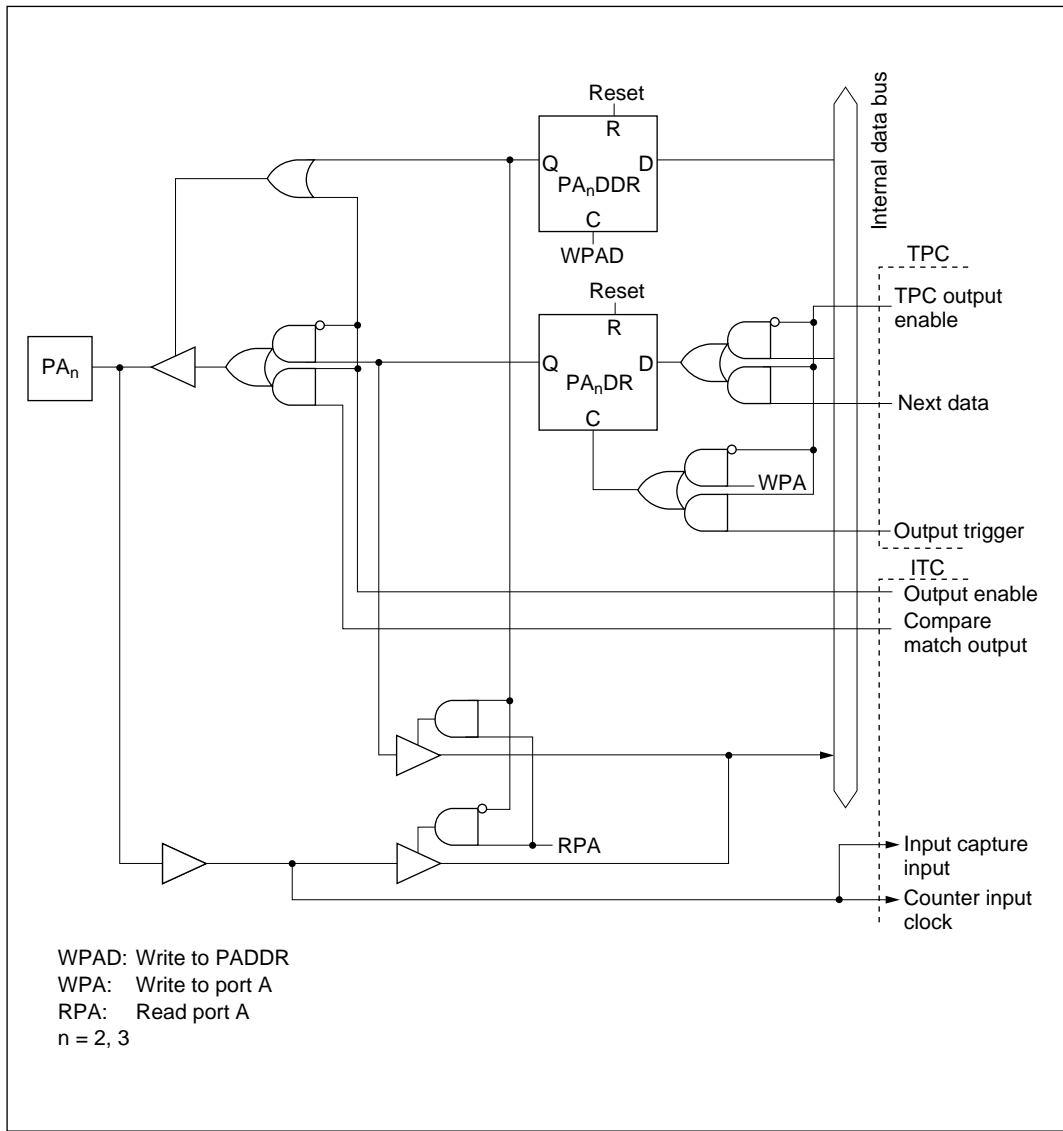 Reset
R
Q
D
PAnDDR
C
WPAD
Internal data bus
TPC
TPC output
enable
Reset
R
Q
D
PAnDR
C
PAn
Next data
WPA
Output trigger
ITC
Output enable
Compare
match output
RPA
Input capture
input
Counter input
clock
WPAD: Write to PADDR
WPA: Write to port A
RPA: Read port A
n = 2, 3